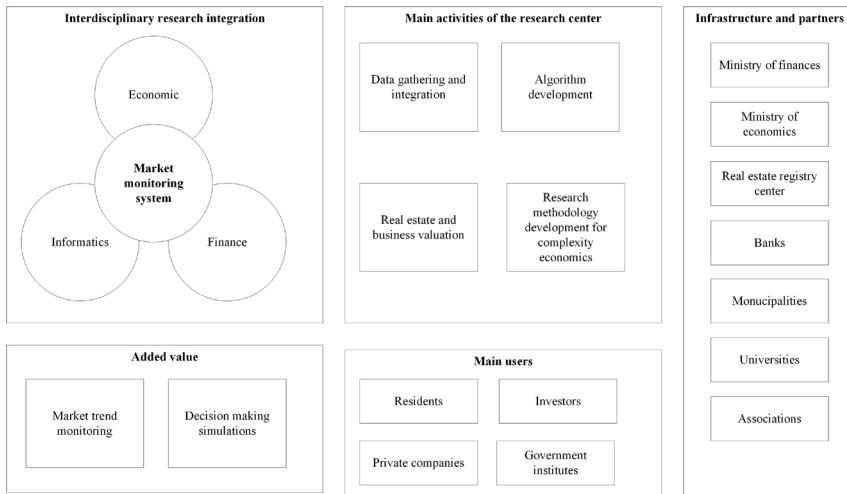 Interdisciplinary research integration
Economic
Market
monitoring
system
Informatics
Finance
Main activities of the research center
Data gathering and
integration
Algorithm
development
Real estate and
business valuation
Research
methodology
development for
complexity
economics
Infrastructure and partners
Ministry of finances
Ministry of
economics
Real estate registry
center
Banks
Monucipalities
Universities
Associations
Added value
Market trend
monitoring
Decision making
simulations
Main users
Residents
Investors
Private companies
Government
institutes